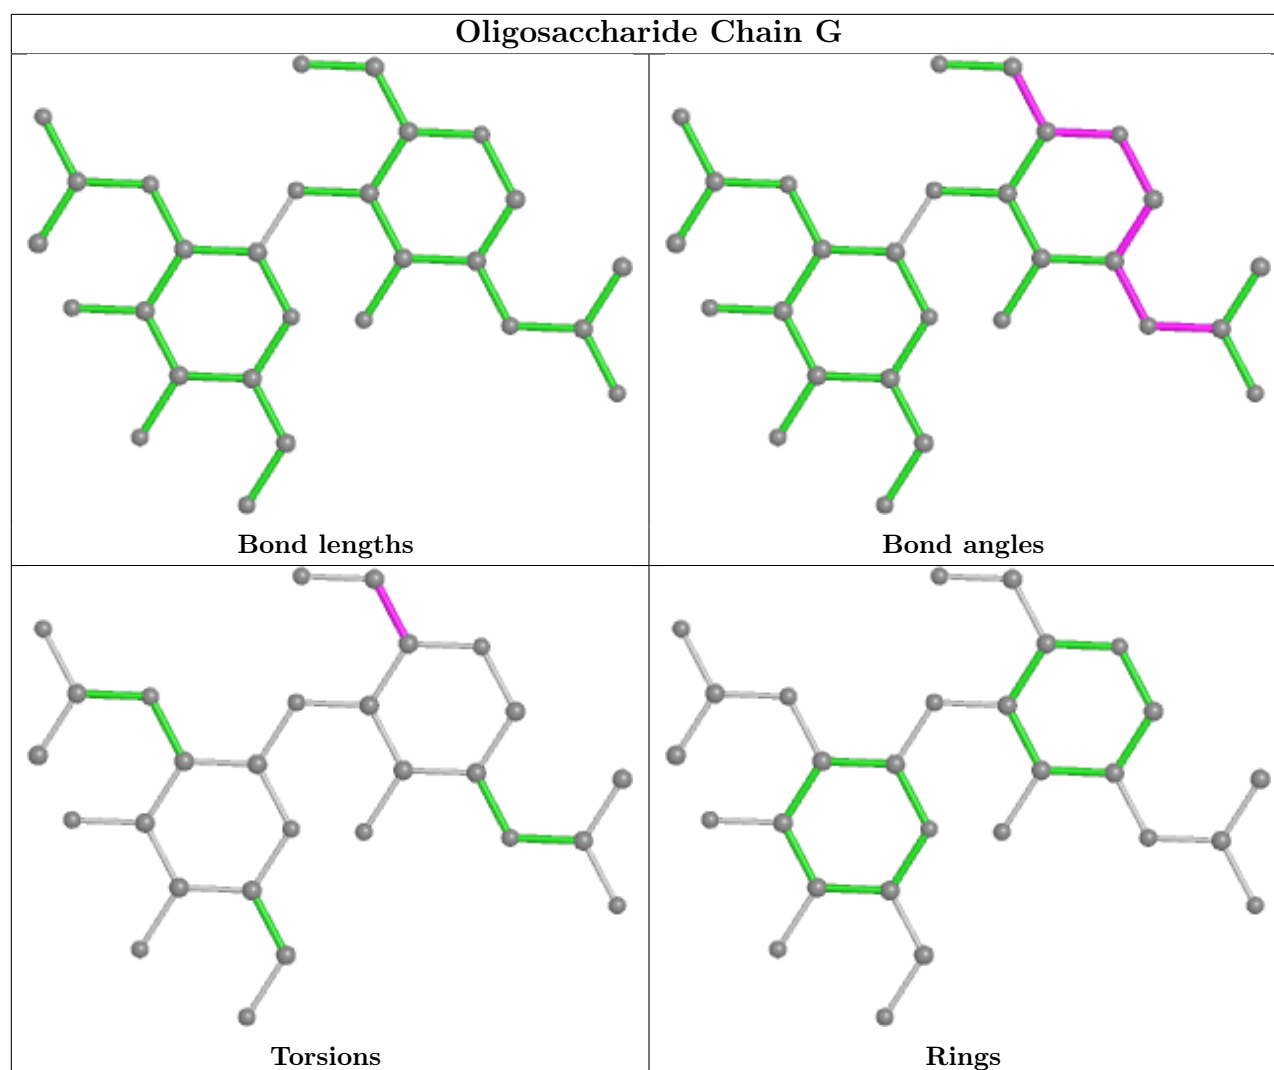 Oligosaccharide Chain G
Bond lengths
Bond angles
Torsions
Rings